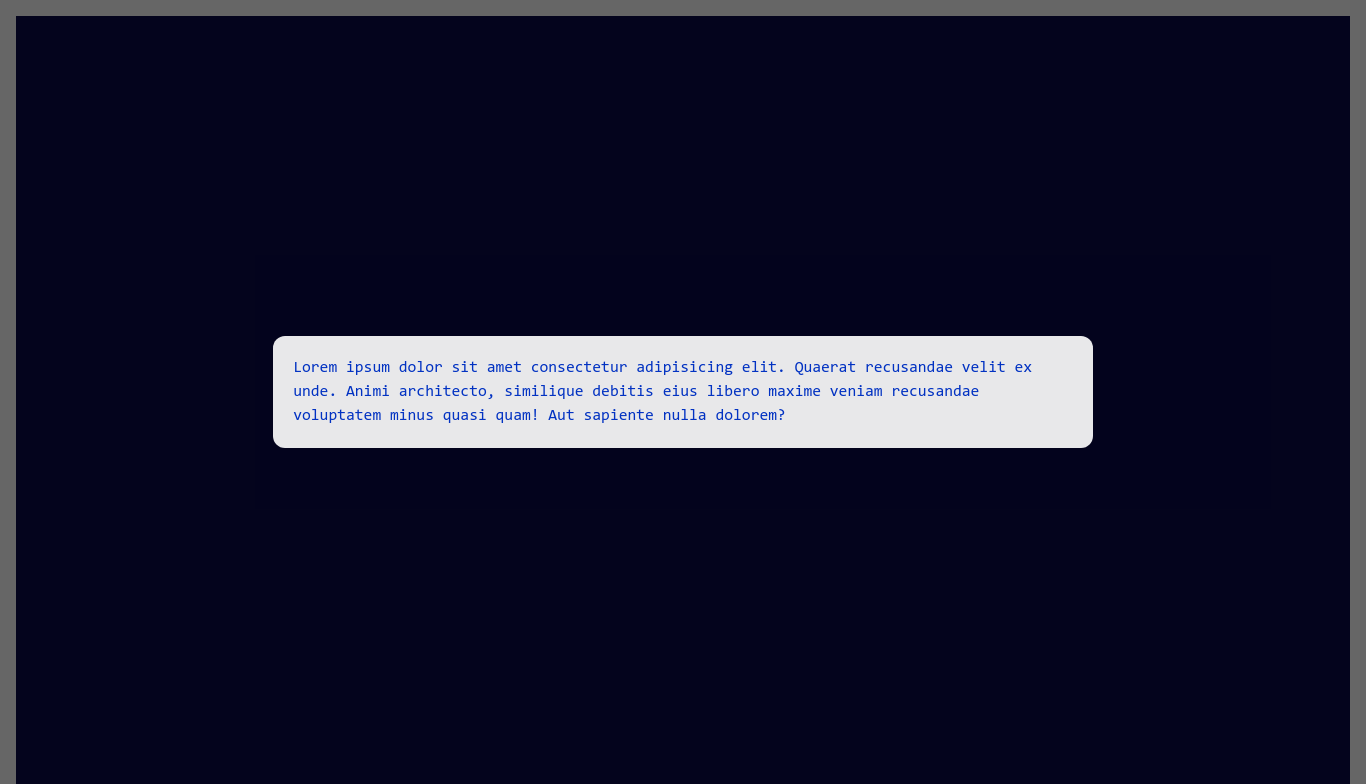 Lorem ipsum dolor sit amet consectetur adipisicing elit. Quaerat recusandae velit ex
unde. Animi architecto, similique debitis eius libero maxime veniam recusandae
voluptatem minus quasi quam! Aut sapiente nulla dolorem?